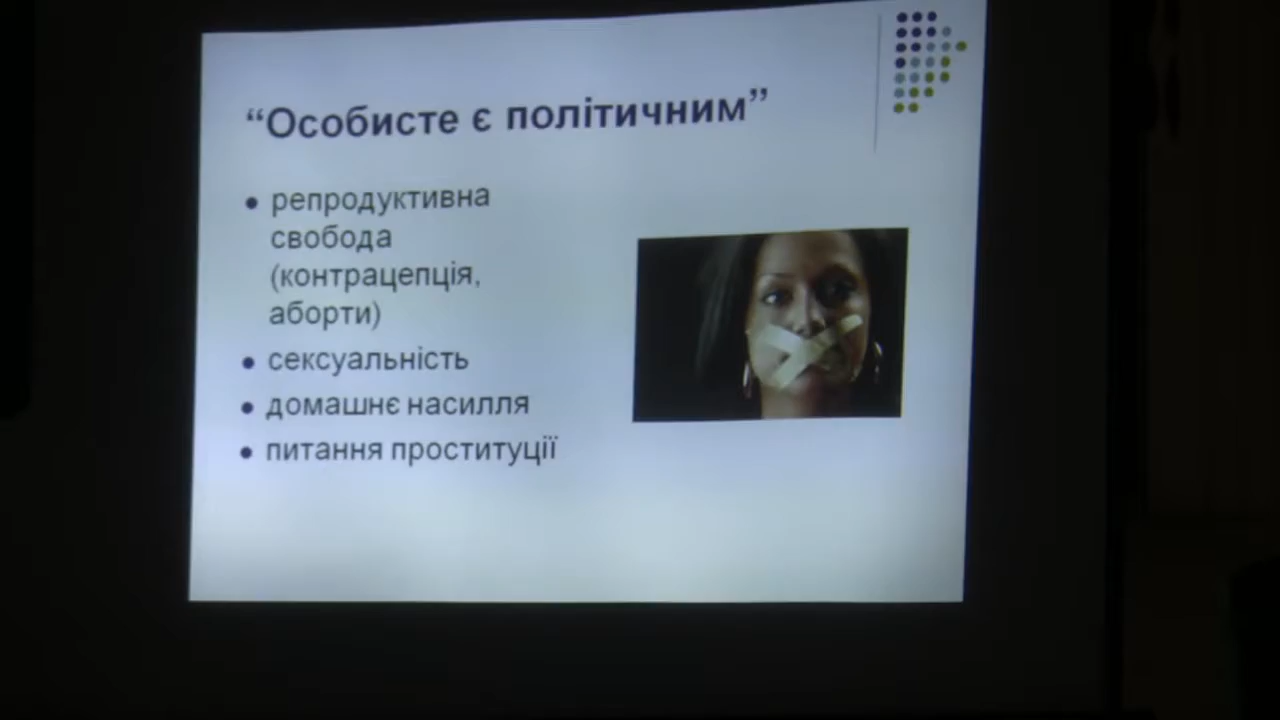 “Особисте є політичним”
репродуктивна
свобода
(контрацепція,
аборти)
сексуальність
домашнє насилля
питання проституції